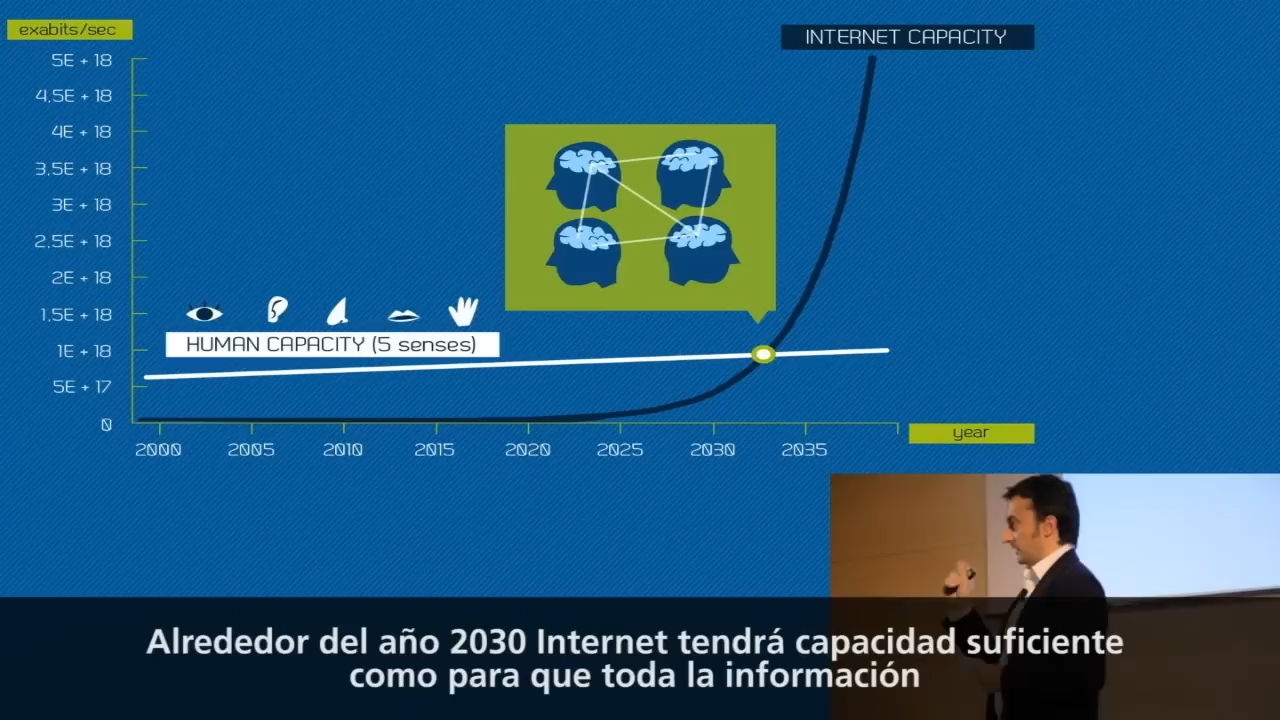 exabits/sec
INTERNET CAPACITY
5E + 18
4,5E + 18
4E + 18
3,5E + 18
3E + 18
2,5E + 18
2E + 18
1,5E + 18
HUMAN CAPACITY (5 senses)
1E + 18
5E + 17
0
year
2000 2005 2010 2015 2020 2025 2030 2035
Alrededor del año 2030 Internet tendrá capacidad suficiente
como para que toda la información